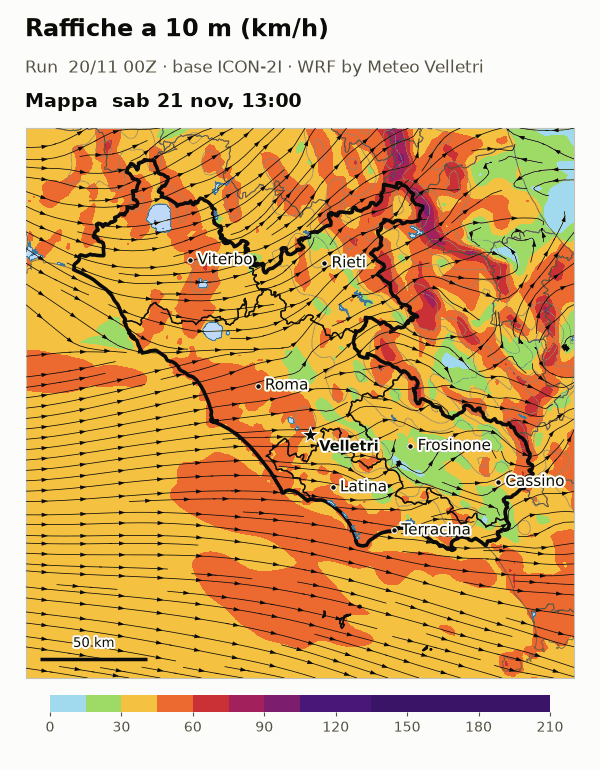 Raffiche a 10 m (km/h)
Run 20/11 00Z · base ICON-2I · WRF by Meteo Velletri
Mappa sab 21 nov, 13:00
Viterbo
Rieti
Roma
Velletri
Frosinone
Latina
Cassino
Terracina
50 km
0 30 60 90 120 150 180 210